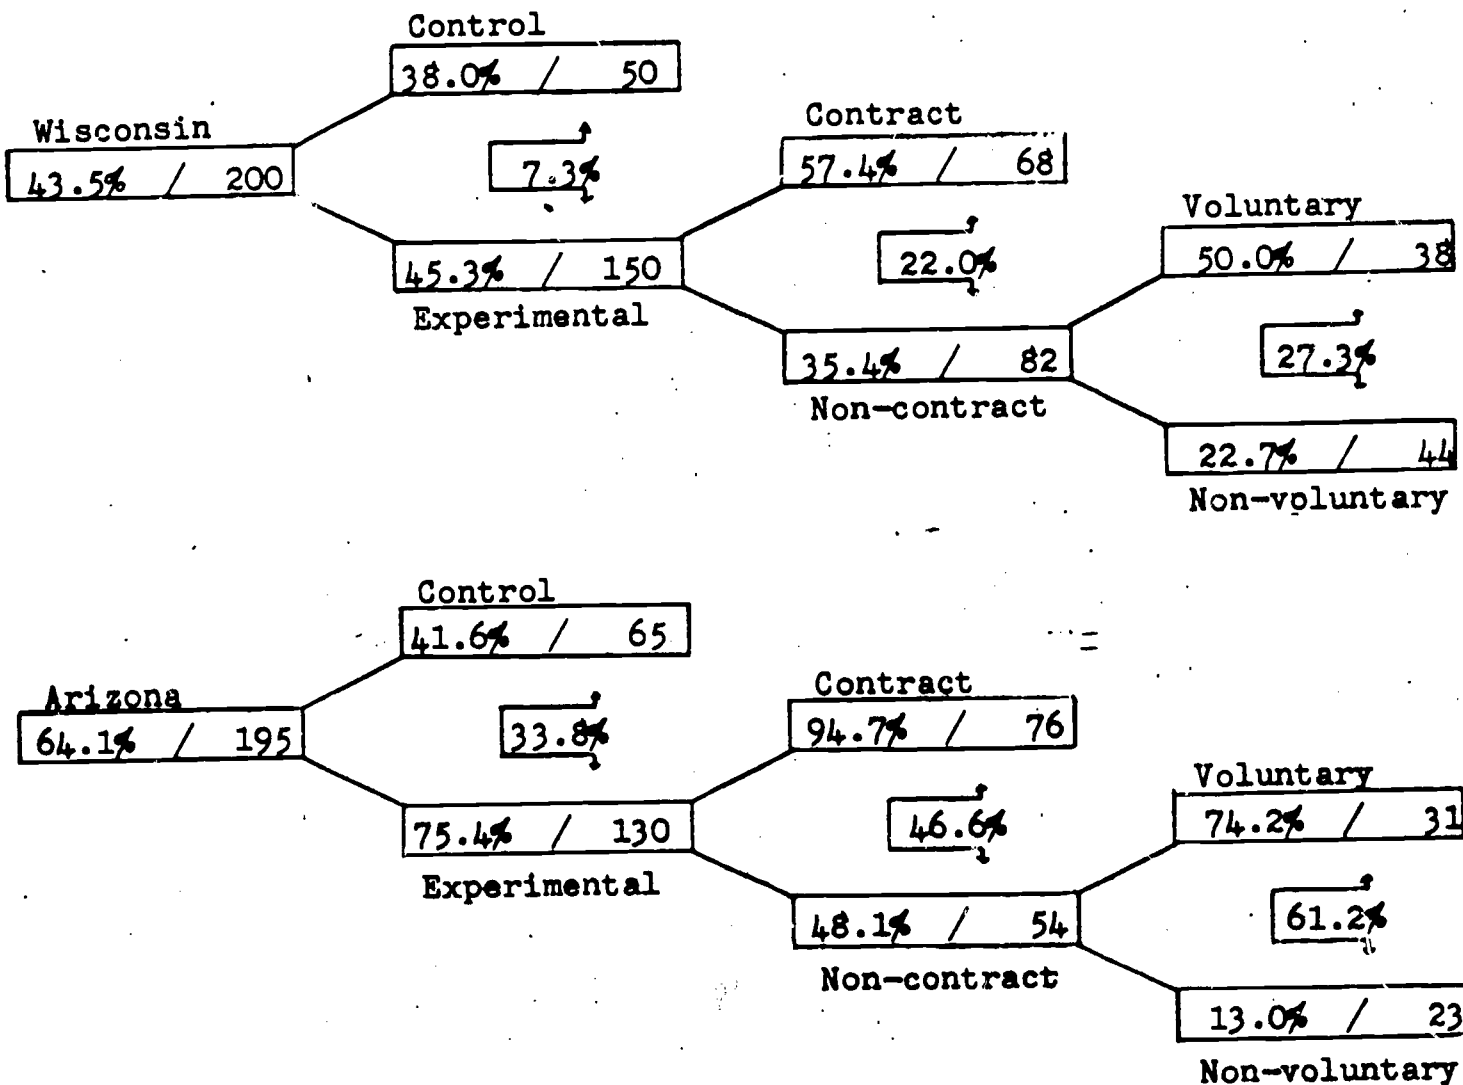 Control
38.0% / 50
Wisconsin
43.5% / 200
7.3%
Contract
57.4% / 68
45.3% / 150
Experimental
22.0%
Voluntary
50.0% / 38
35.4% / 82
Non-contract
27.3%
22.7% / 44
Non-voluntary
Control
41.6% / 65
Arizona
64.1% / 195
33.8%
Contract
94.7% / 76
75.4% / 130
Experimental
46.6%
Voluntary
74.2% / 31
48.1% / 54
Non-contract
61.2%
13.0% / 23
Non-voluntary